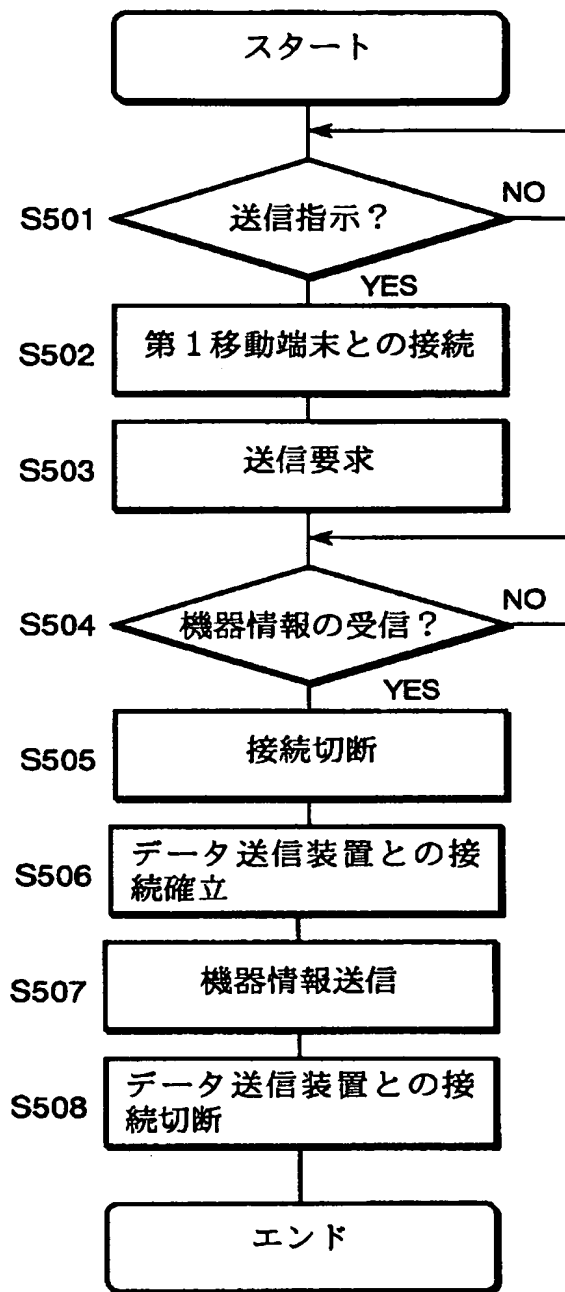 スタート
S501
送信指示?
NO
YES
S502
第1移動端末との接続
S503
送信要求
S504
機器情報の受信?
NO
YES
S505
接続切断
S506
データ送信装置との接
続確立
S507
機器情報送信
S508
データ送信装置との接
続切断
エンド